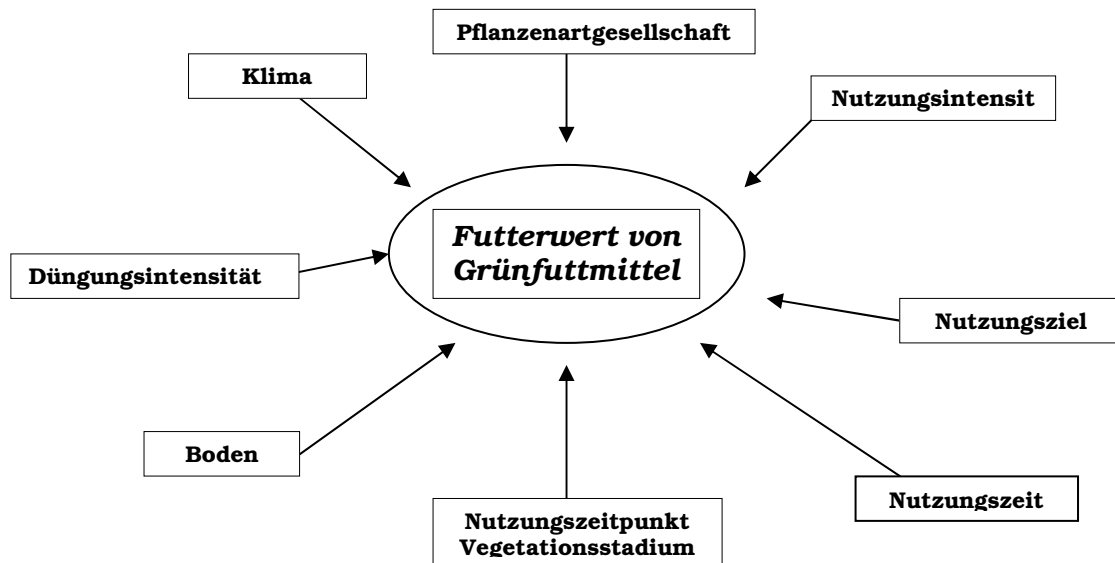 Pflanzenartgesellschaft
Klima
Nutzungsintensit
Futterwert von
Grünfuttmittel
Düngungsintensität
Nutzungsziel
Boden
Nutzungszeit
Nutzungszeitpunkt
Vegetationsstadium